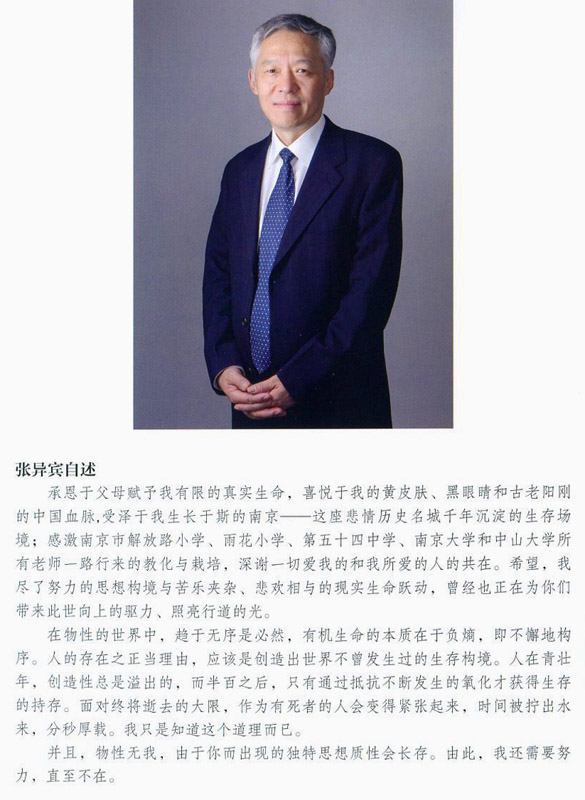 张异宾自述
承恩于父母赋予我有限的真实生命，喜悦于我的黄皮肤、黑眼睛和古老阳刚
的中国血脉，受泽于我生长于斯的南京——这座悲情历史名城千年沉淀的生存场
境；感激南京市解放路小学、雨花小学、第五十四中学、南京大学和中山大学所
有老师一路行来的教化与栽培，深谢一切爱我的和我所爱的人的共在。希望，我
尽了努力的思想构境与苦乐夹杂、悲欢相与的现实生命跃动，曾经也正在为你们
带来此世向上的驱力、照亮行道的光。
在物性的世界中，趋于无序是必然，有机生命的本质在于负熵，即不懈地构
序。人的存在之正当理由，应该是创造出世界不曾发生过的生存构境。人在青壮
年，创造性总是溢出的，而半百之后，只有通过抵抗不断发生的氧化才获得生存
的持存。面对终将逝去的大限，作为有死者的人会变得紧张起来，时间被拧出水
来，分秒厚载。我只是知道这个道理而已。
并且，物性无我，由于你而出现的独特思想质性会长存。由此，我还需要努
力，直至不在。